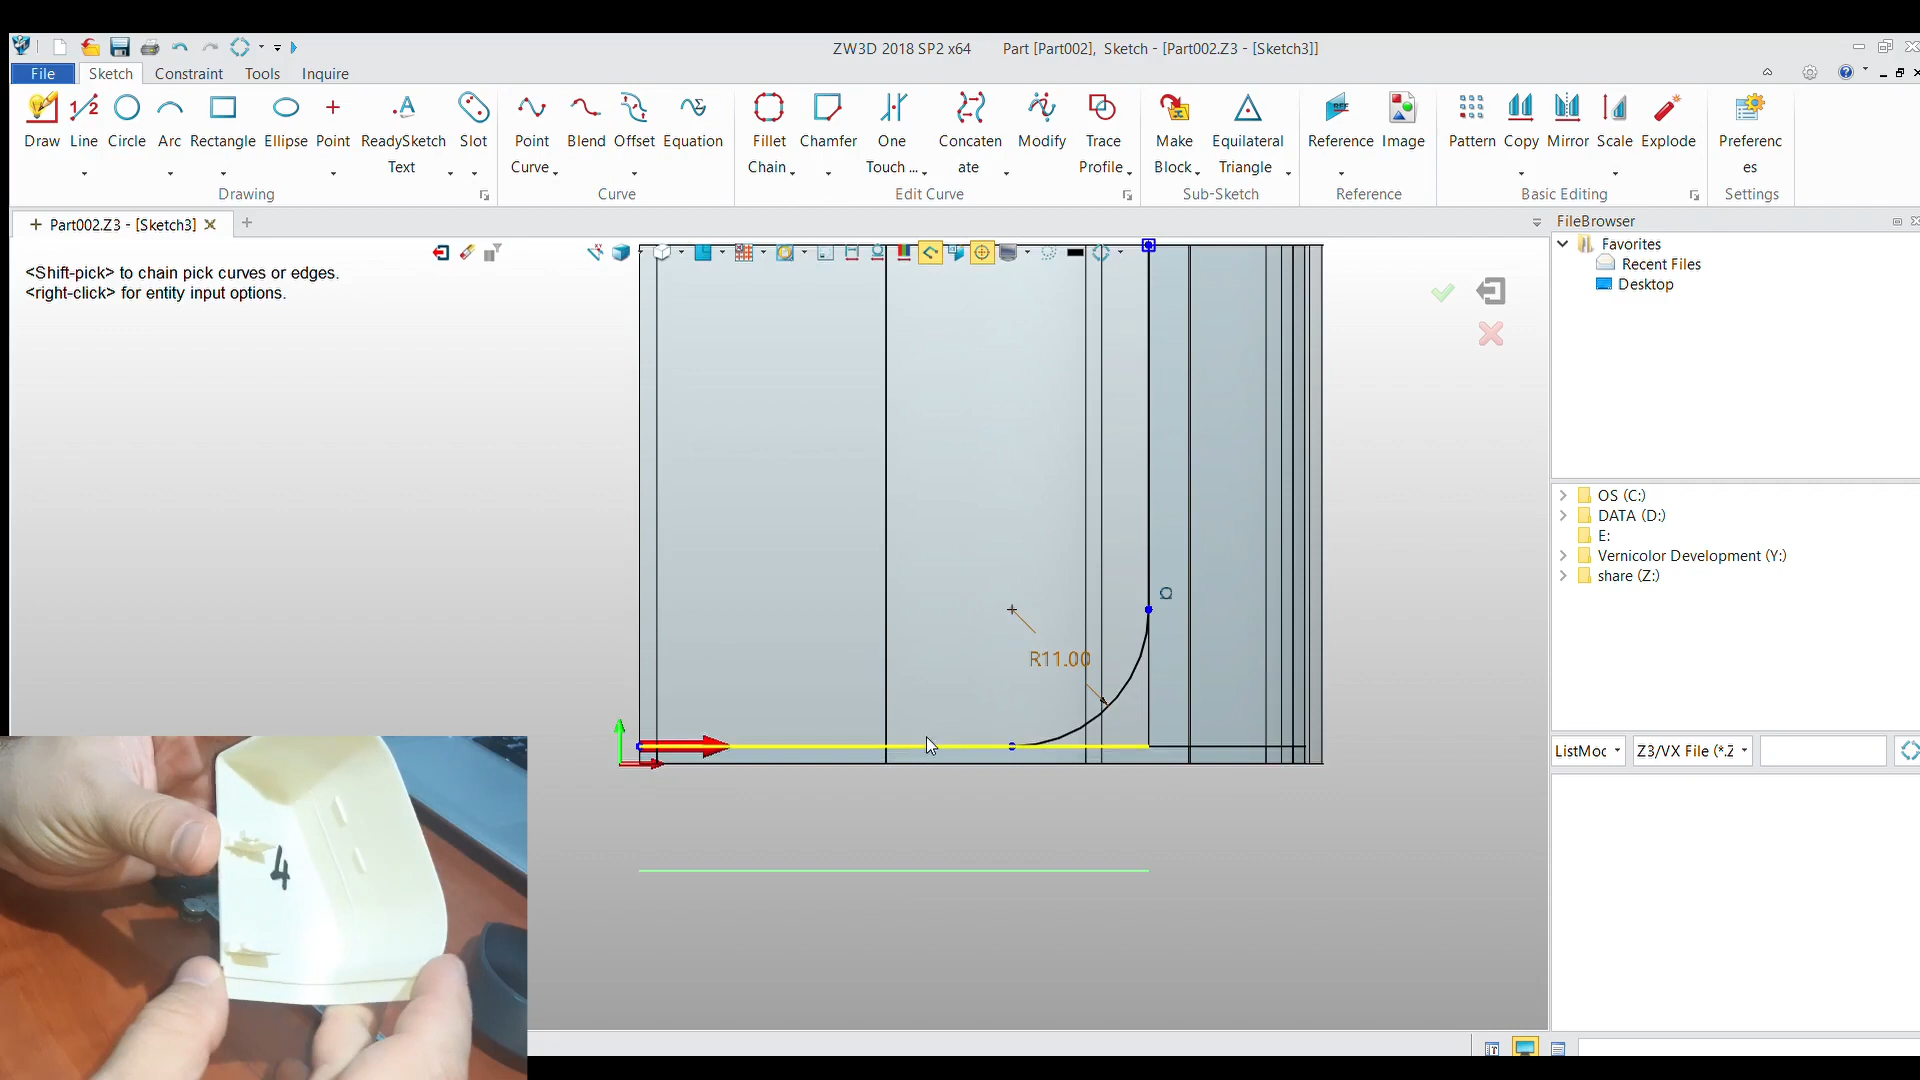 ZW3D 2018 SP2 x64 Part [Part002], Sketch - [Part002.Z3 - [Sketch3]]
File Sketch Constraint Tools Inquire
Draw Line Circle Arc Rectangle Ellipse Point ReadySketch Text Slot
Drawing
Point Curve Blend Offset Equation
Curve
Fillet Chain Chamfer One Touch ... Concatenate Modify Trace Profile
Edit Curve
Make Block Equilateral Triangle
Sub-Sketch
Reference Image
Reference
Pattern Copy Mirror Scale Explode
Basic Editing
Preferences
Settings
Part002.Z3 - [Sketch3]
<Shift-pick> to chain pick curves or edges.
<right-click> for entity input options.
R11.00
4
FileBrowser
Favorites
Recent Files
Desktop
OS (C:)
DATA (D:)
E:
Vernicolor Development (Y:)
share (Z:)
ListMoc Z3/VX File (*.Z